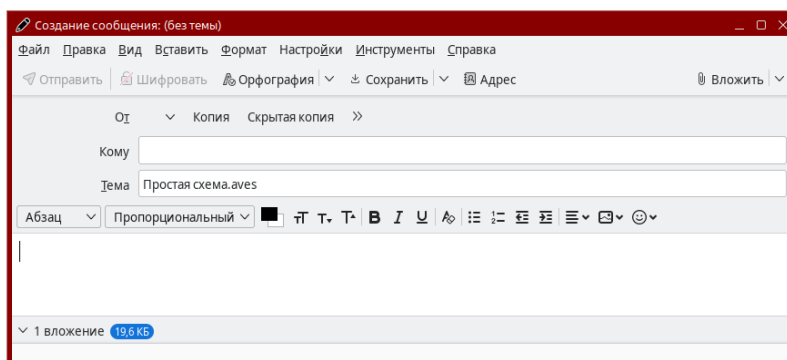 Создание сообщения: (без темы)
Файл Правка Вид Вставить Формат Настройки Инструменты Справка
Отправить Шифровать Орфография Сохранить Адрес Вложить
От Копия Скрытая копия
Кому
Тема Простая схема.aves
Абзац Пропорциональный
1 вложение 19,6 КБ